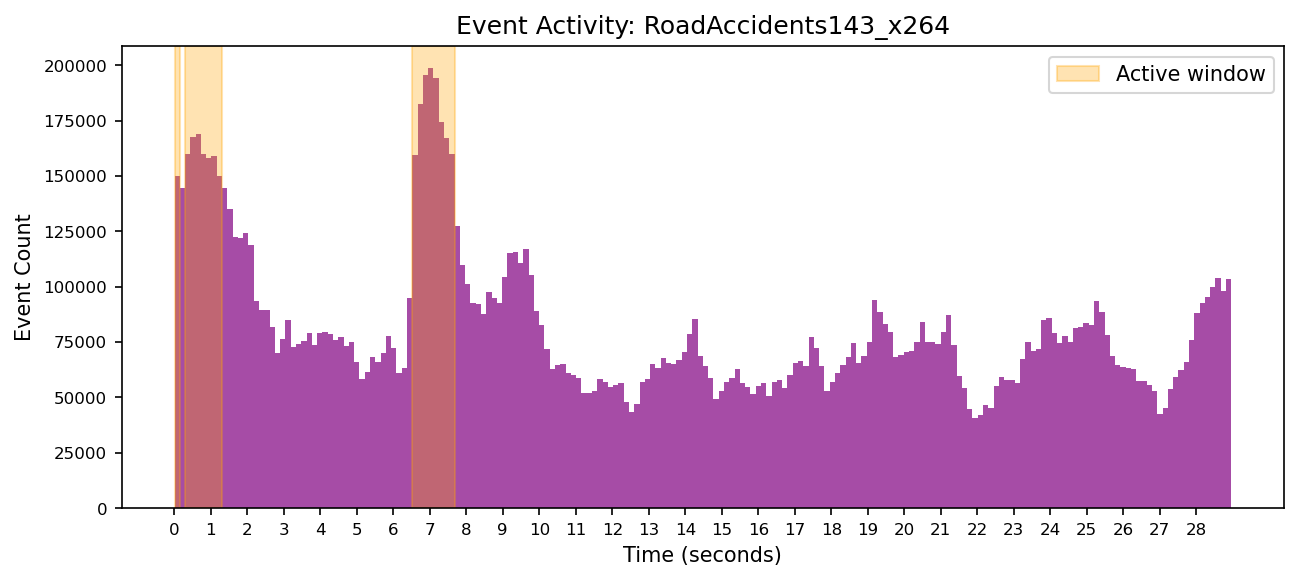 Event Activity: RoadAccidents143_x264
Active window
200000
175000
150000
125000
100000
75000
50000
25000
0
Event Count
0 1 2 3 4 5 6 7 8 9 10 11 12 13 14 15 16 17 18 19 20 21 22 23 24 25 26 27 28
Time (seconds)